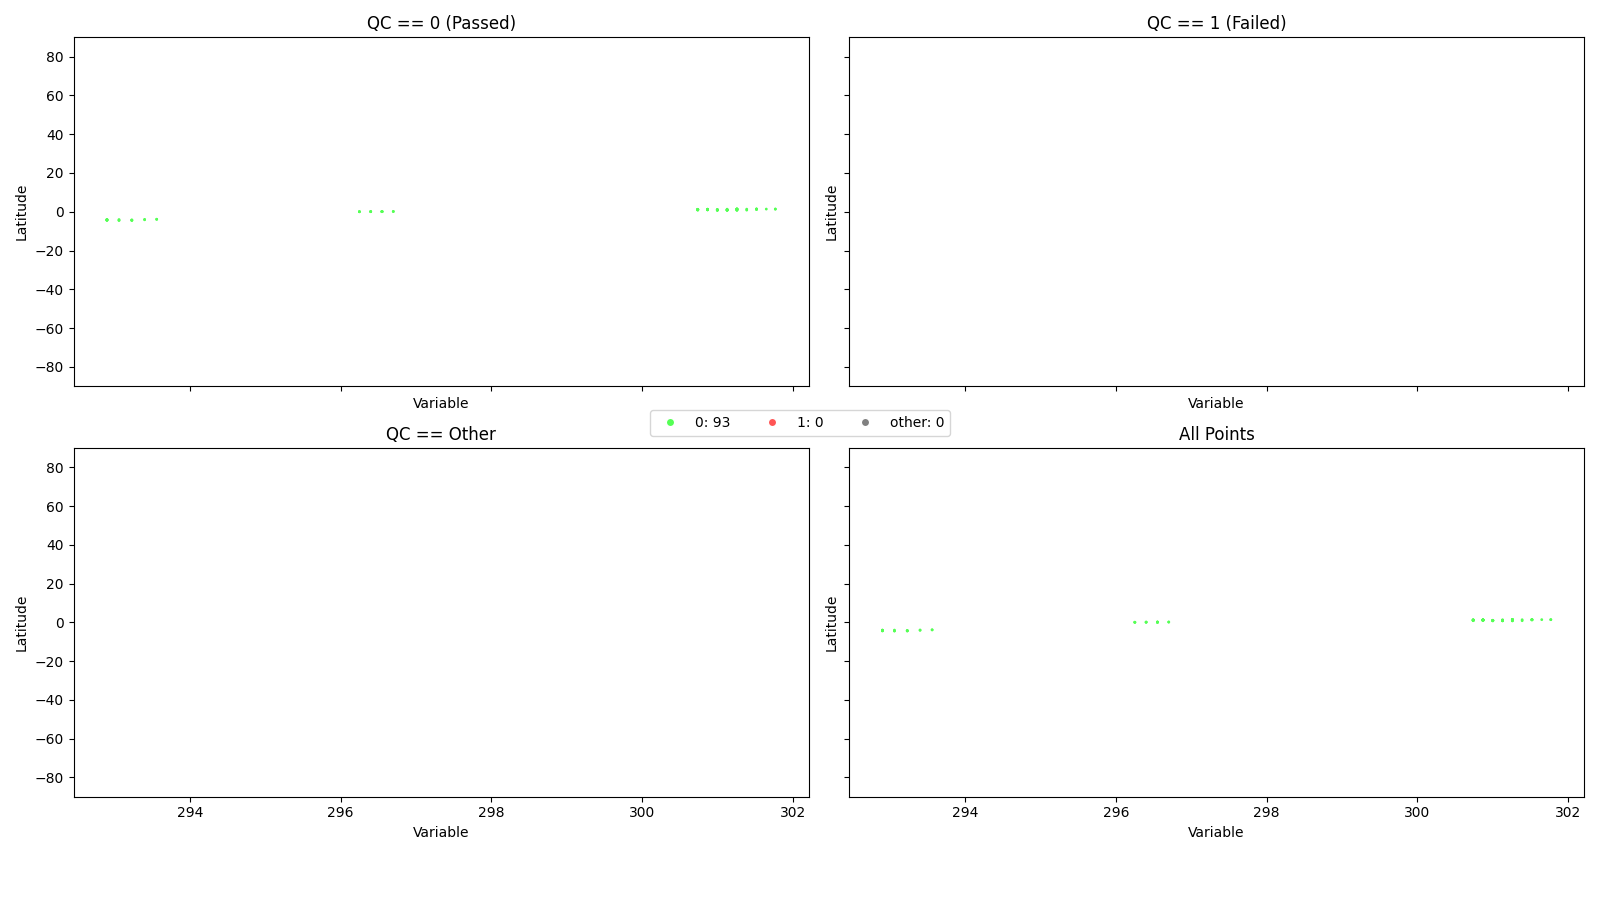 QC == 0 (Passed)
80
60
40
20
0
−20
−40
−60
−80
Latitude
Variable
QC == 1 (Failed)
Latitude
Variable
0: 93 1: 0 other: 0
QC == Other
80
60
40
20
0
−20
−40
−60
−80
Latitude
294 296 298 300 302
Variable
All Points
Latitude
294 296 298 300 302
Variable